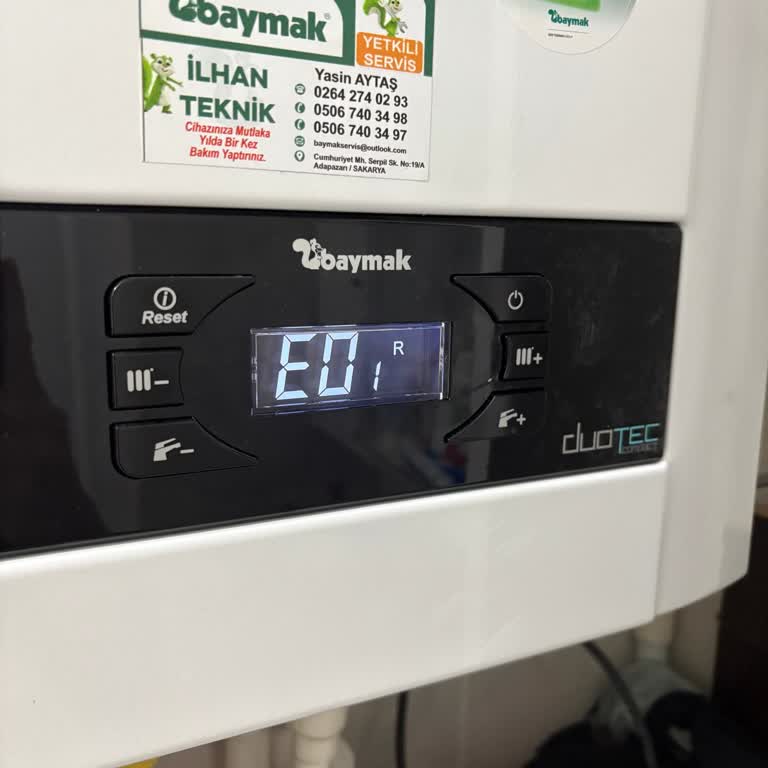 baymak®
YETKİLİ
SERVİS
baymak
İLHAN
TEKNİK
Cihazınıza Mutlaka
Yılda Bir Kez
Bakım Yaptırınız.
Yasin AYTAŞ
0264 274 02 93
0506 740 34 98
0506 740 34 97
baymakservis@outlook.com
Cumhuriyet Mh. Serpil Sk. No:19/A
Adapazarı / SAKARYA
baymak
Reset
E01 R
duoTEC
COMPACT